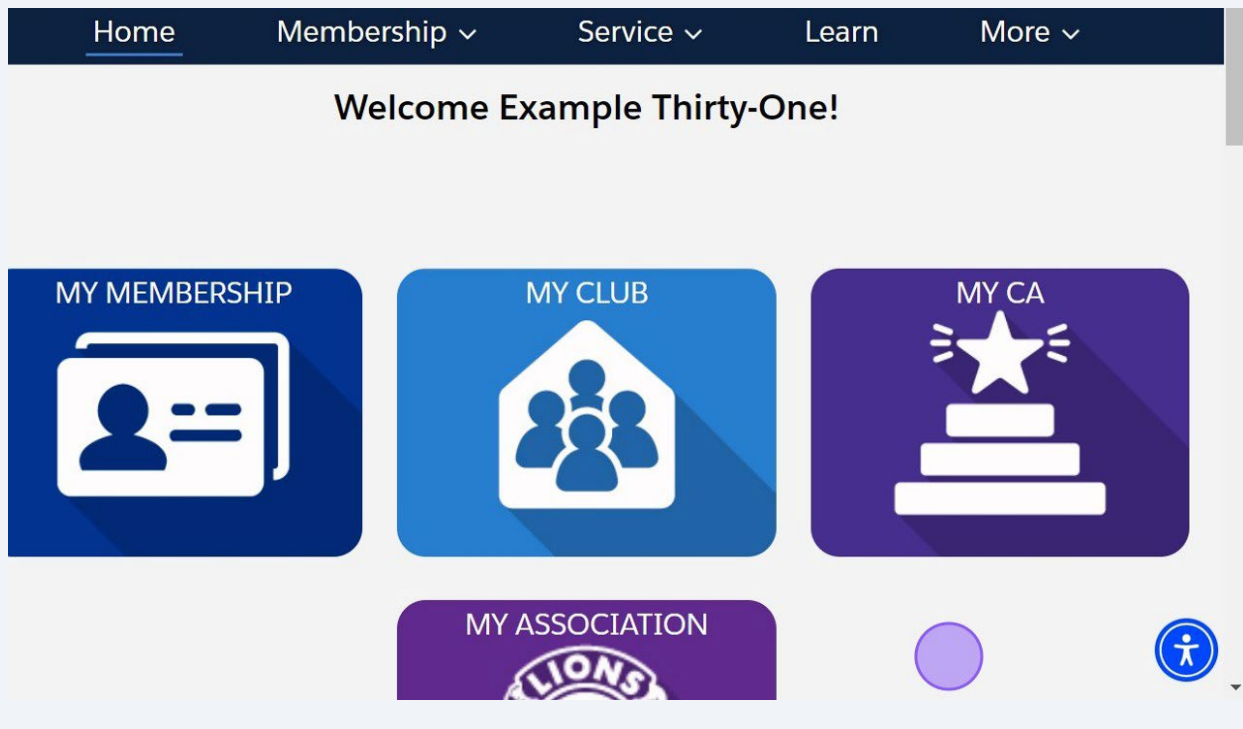 Home Membership Service Learn More
Welcome Example Thirty-One!
MY MEMBERSHIP
MY CLUB
MY CA
MY ASSOCIATION
LIONS